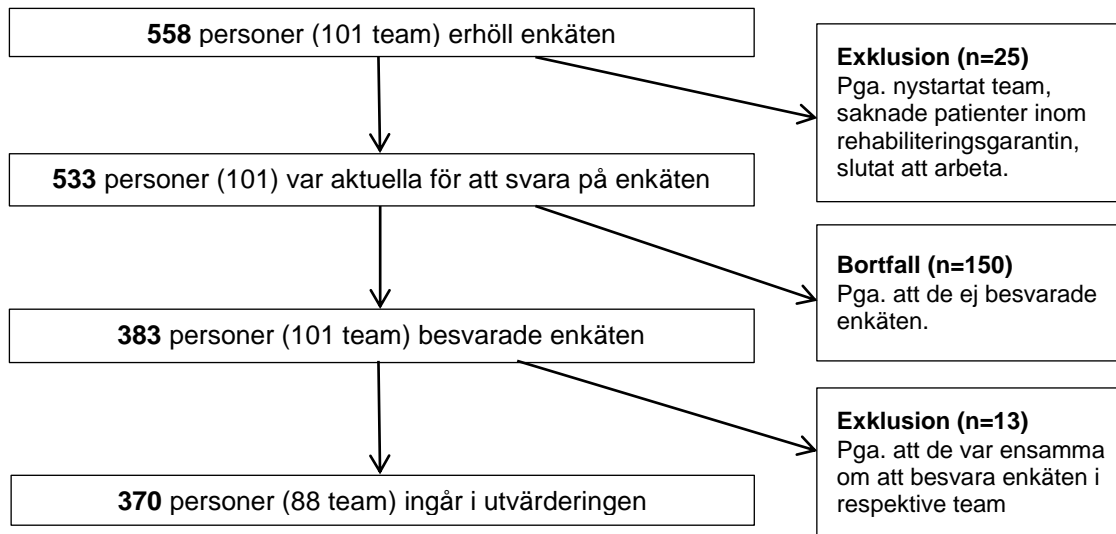 558 personer (101 team) erhöll enkäten
Exklusion (n=25)
Pga. nystartat team,
saknade patienter inom
rehabiliteringsgarantin,
slutat att arbeta.
533 personer (101) var aktuella för att svara på enkäten
Bortfall (n=150)
Pga. att de ej besvarade
enkäten.
383 personer (101 team) besvarade enkäten
Exklusion (n=13)
Pga. att de var ensamma
om att besvara enkäten i
respektive team
370 personer (88 team) ingår i utvärderingen